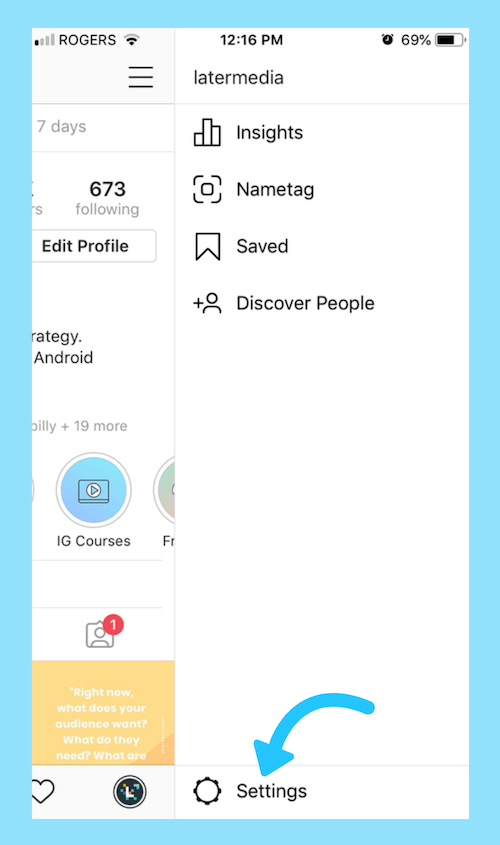 ROGERS 12:16 PM 69%
latermedia
7 days
Insights
673
Nametag
rs following
Edit Profile
Saved
Discover People
rategy.
Android
billy + 19 more
IG Courses Fr
1
"Right now,
what does your
audience want?
What do they
need? What are
Settings